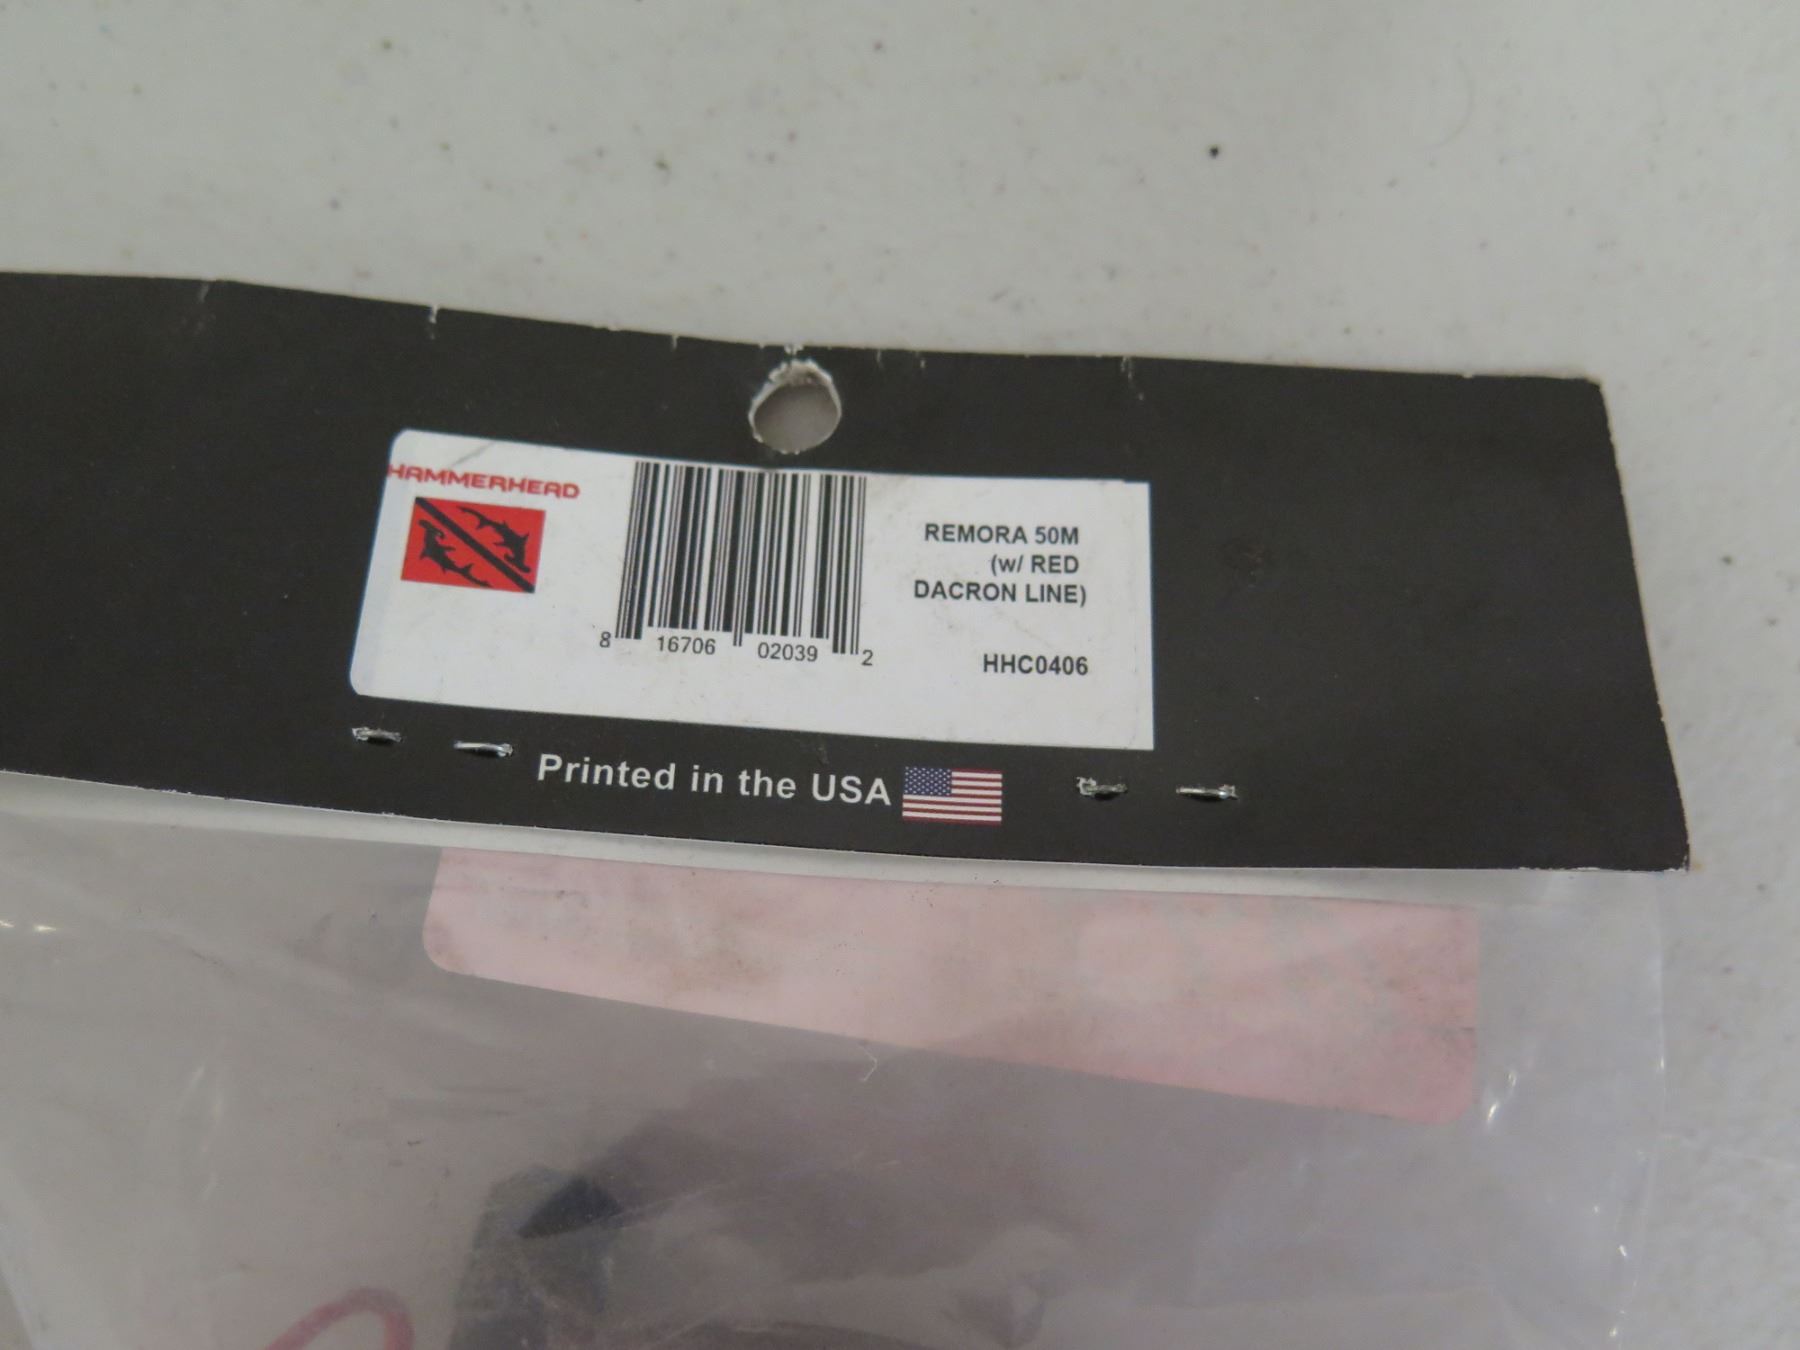 HAMMERHEAD
8 16706 02039 2
REMORA 50M
(w/ RED
DACRON LINE)
HHC0406
Printed in the USA